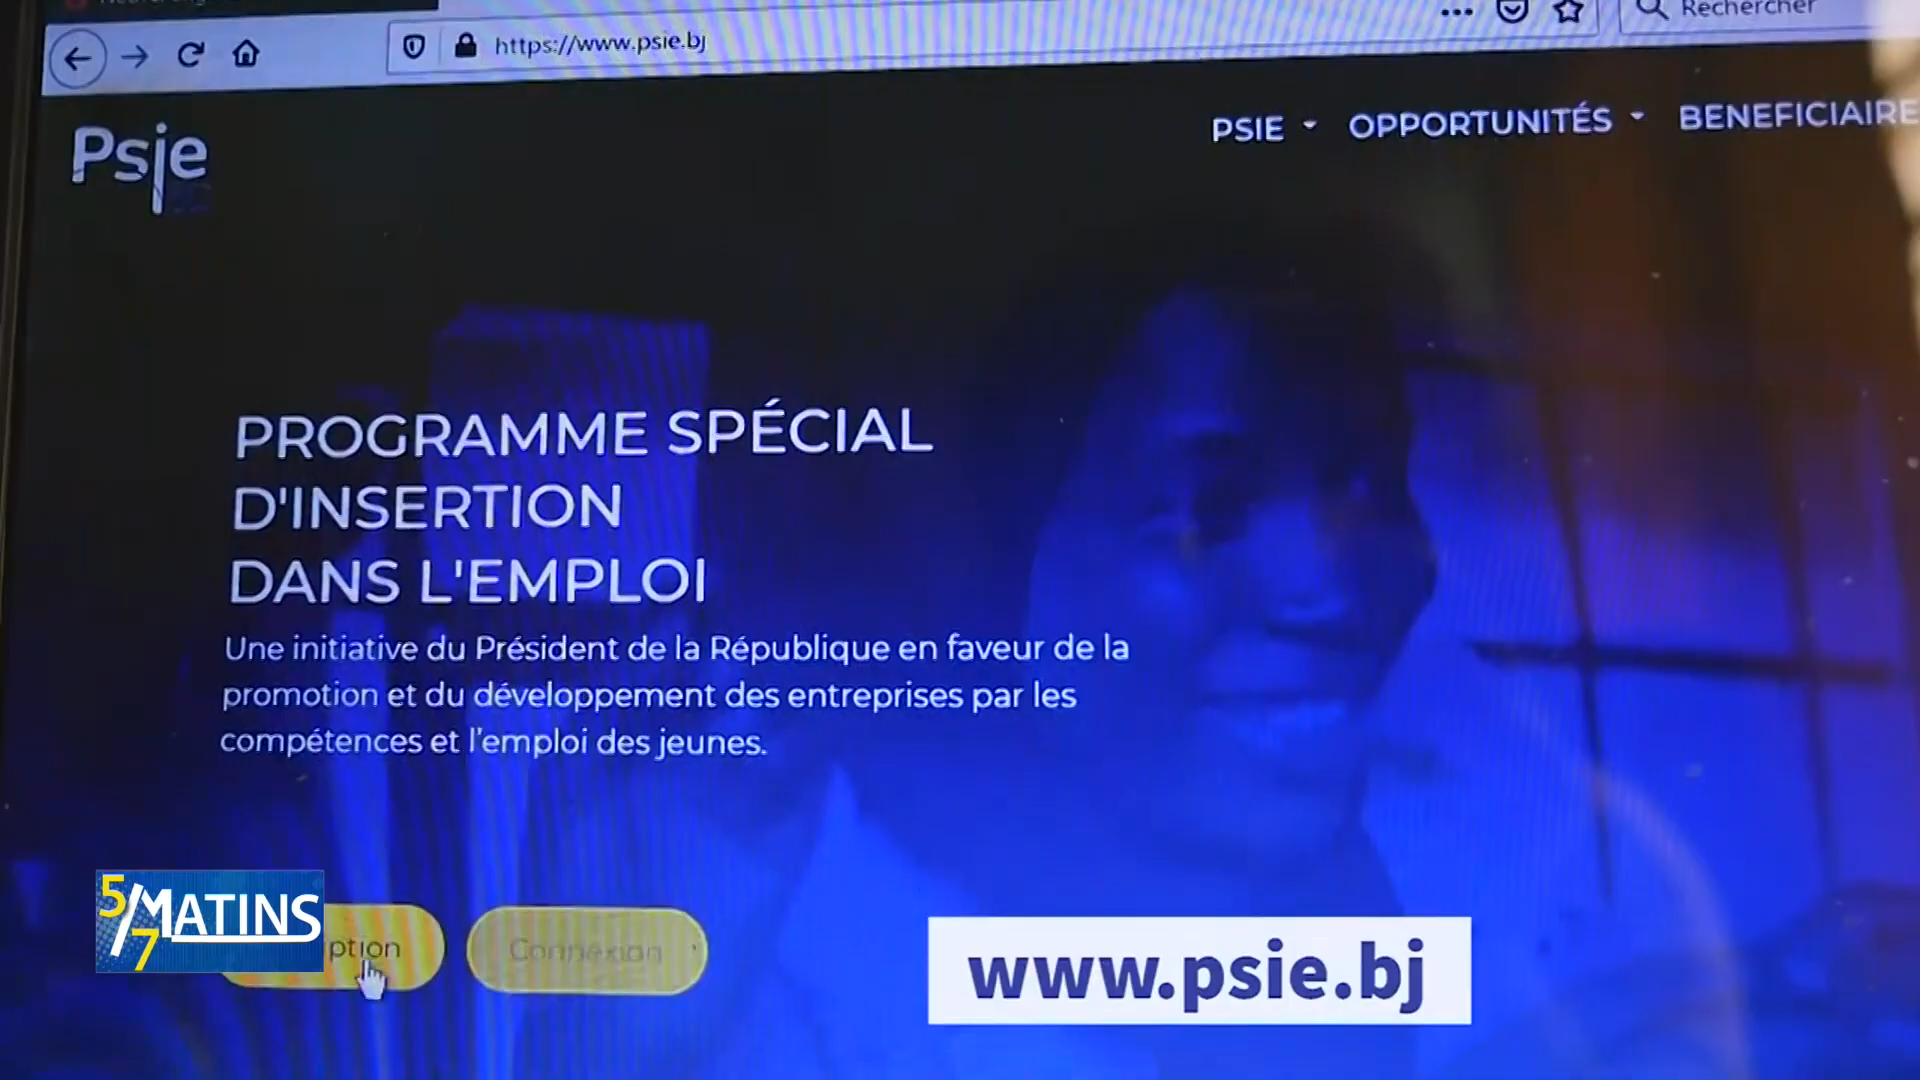 https://www.psie.bj
Rechercher
Psie
PSIE OPPORTUNITÉS BENEFICIAIRE
PROGRAMME SPÉCIAL
D'INSERTION
DANS L'EMPLOI
Une initiative du Président de la République en faveur de la
promotion et du développement des entreprises par les
compétences et l'emploi des jeunes.
5/7 MATINS
ption
Connexion
www.psie.bj